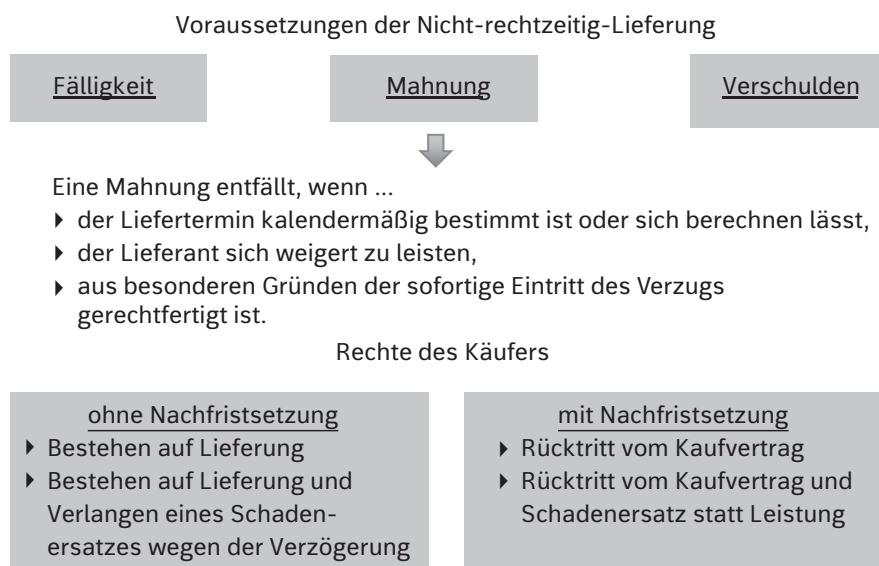 Voraussetzungen der Nicht-rechtzeitig-Lieferung
Fälligkeit
Mahnung
Verschulden
Eine Mahnung entfällt, wenn ...
‣ der Liefertermin kalendermäßig bestimmt ist oder sich berechnen lässt,
‣ der Lieferant sich weigert zu leisten,
‣ aus besonderen Gründen der sofortige Eintritt des Verzugs
gerechtfertigt ist.
Rechte des Käufers
ohne Nachfristsetzung
‣ Bestehen auf Lieferung
‣ Bestehen auf Lieferung und
Verlangen eines Schaden-
ersatzes wegen der Verzögerung
mit Nachfristsetzung
‣ Rücktritt vom Kaufvertrag
‣ Rücktritt vom Kaufvertrag und
Schadenersatz statt Leistung